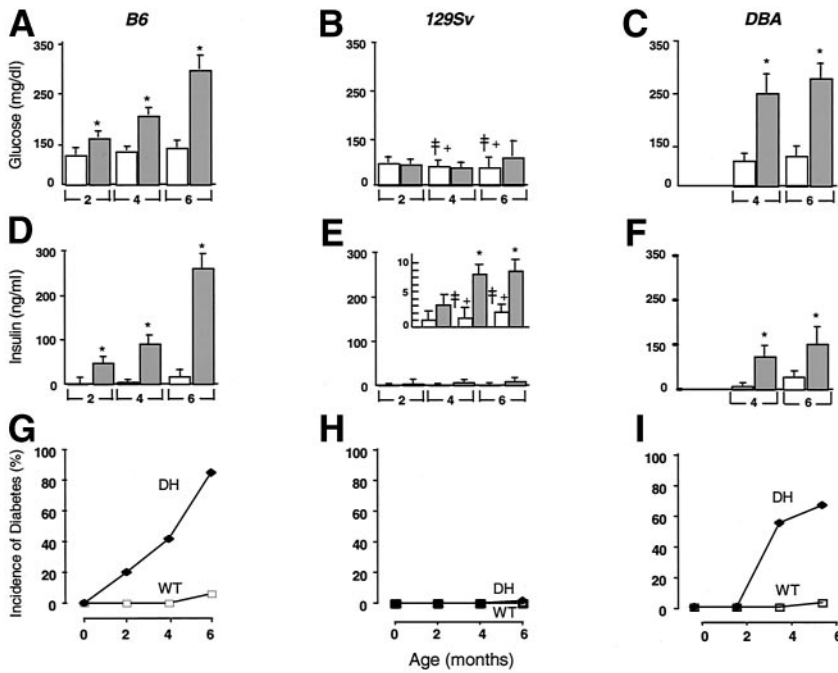 A B6 B 129Sv C DBA
Glucose (mg/dl)
350 350 350
250 250 250
150 150 150
0 0 0
* * *
‡ + ‡ +
* *
2 4 6 2 4 6 4 6
D E F
Insulin (ng/ml)
300 300 350
200 200 250
100 100 150
0 0 0
* * *
10
5
0
‡ + * ‡ + *
* *
2 4 6 2 4 6 4 6
G H I
Incidence of Diabetes (%)
100 100 100
80 80 80
60 60 60
40 40 40
20 20 20
0 0 0
DH DH DH
WT WT WT
0 2 4 6 0 2 4 6 0 2 4 6
Age (months)